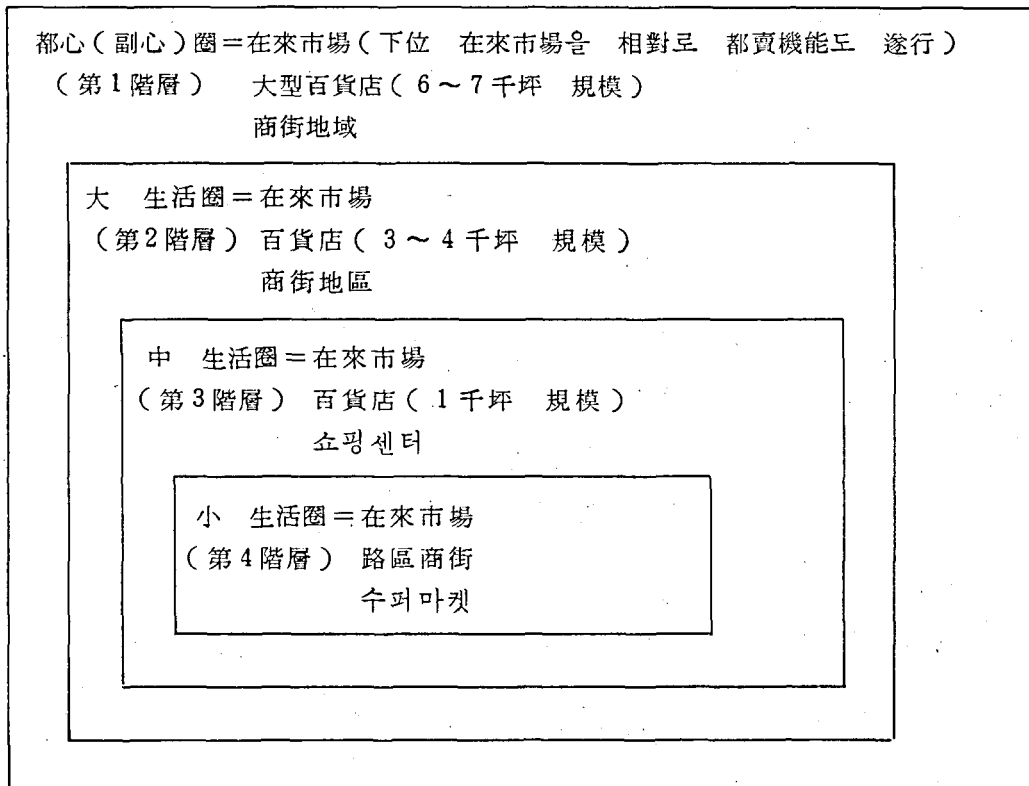 都心(副心)圈=在來市場(下位 在來市場을 相對로 都賣機能도 遂行)
(第1階層) 大型百貨店(6~7千坪 規模)
商街地域
大 生活圈=在來市場
(第2階層) 百貨店(3~4千坪 規模)
商街地區
中 生活圈=在來市場
(第3階層) 百貨店(1千坪 規模)
쇼핑센터
小 生活圈=在來市場
(第4階層) 路區商街
수퍼마켓